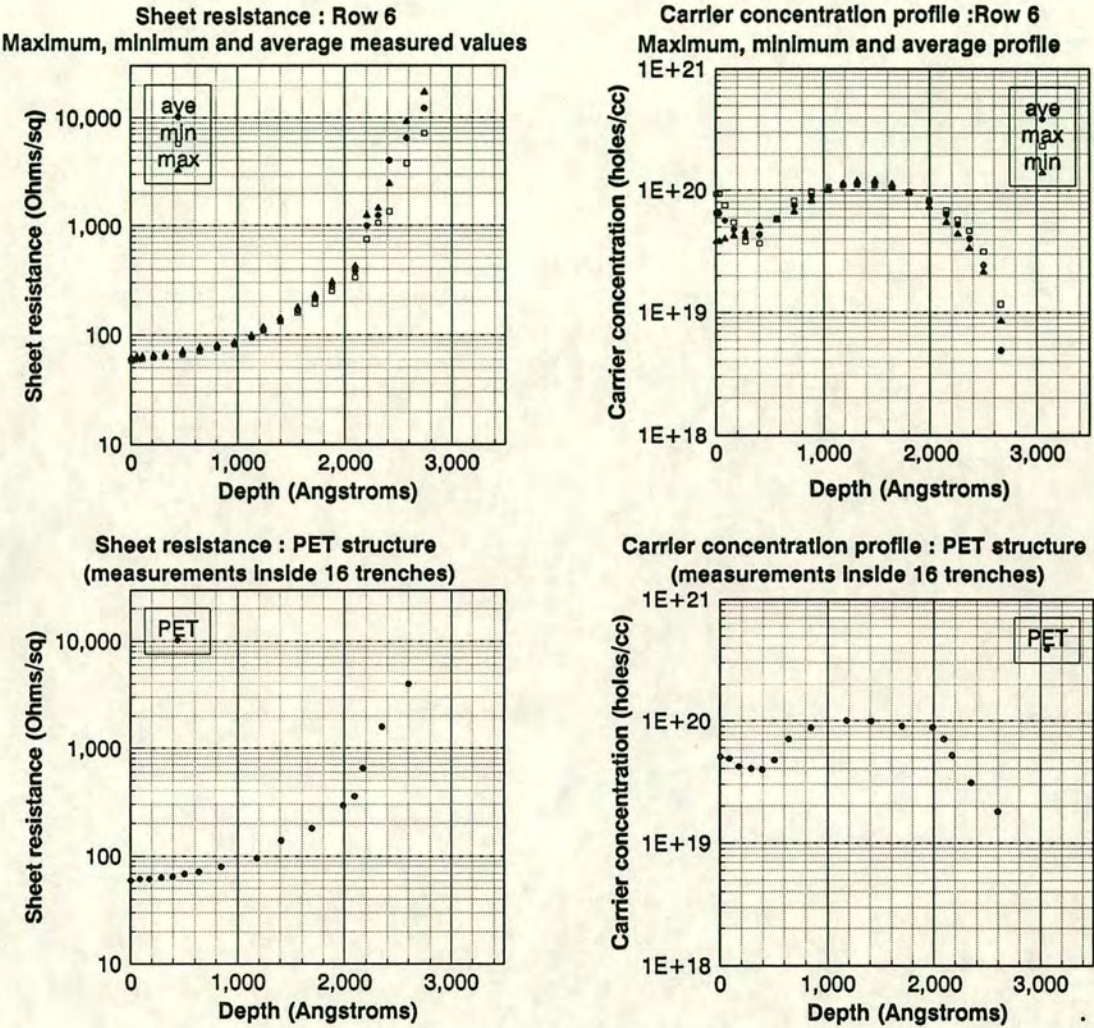 Sheet resistance : Row 6
Maximum, minimum and average measured values
Sheet resistance (Ohms/sq)
10,000
1,000
100
10
ave
min
max
0
1,000
2,000
3,000
Depth (Angstroms)
Carrier concentration profile :Row 6
Maximum, minimum and average profile
Carrier concentration (holes/cc)
1E+21
1E+20
1E+19
1E+18
ave
max
min
0
1,000
2,000
3,000
Depth (Angstroms)
Sheet resistance : PET structure
(measurements inside 16 trenches)
Sheet resistance (Ohms/sq)
10,000
1,000
100
10
PET
0
1,000
2,000
3,000
Depth (Angstroms)
Carrier concentration profile : PET structure
(measurements inside 16 trenches)
Carrier concentration (holes/cc)
1E+21
1E+20
1E+19
1E+18
PET
0
1,000
2,000
3,000
Depth (Angstroms)